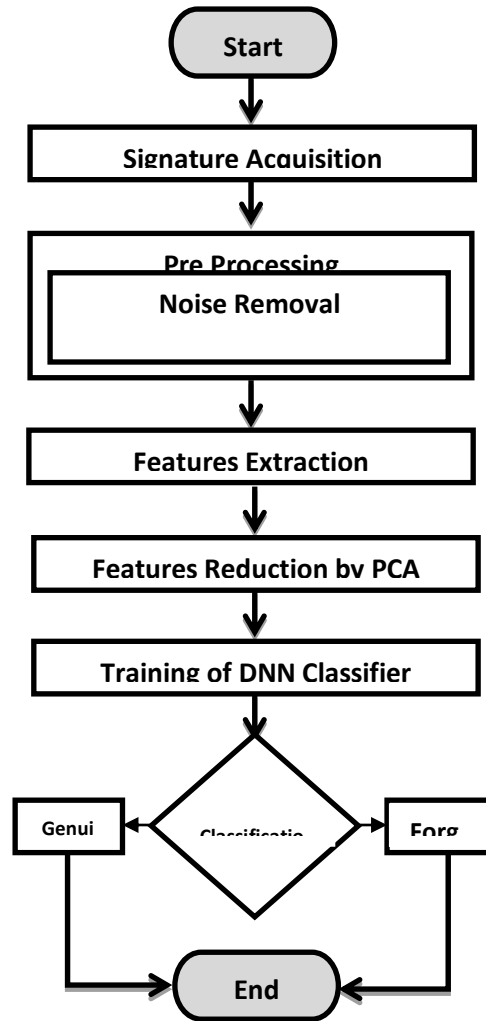 Start
Signature Acquisition
Pre Processing
Noise Removal
Features Extraction
Features Reduction by PCA
Training of DNN Classifier
Classificatio
Genui
Forg
End